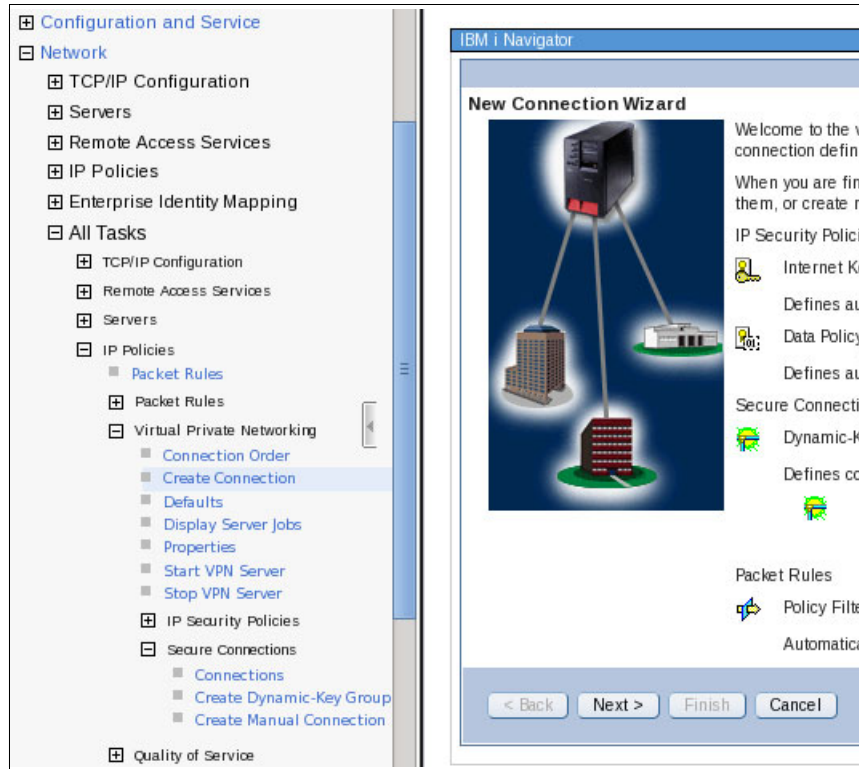 Configuration and Service
Network
TCP/IP Configuration
Servers
Remote Access Services
IP Policies
Enterprise Identity Mapping
All Tasks
TCP/IP Configuration
Remote Access Services
Servers
IP Policies
Packet Rules
Packet Rules
Virtual Private Networking
Connection Order
Create Connection
Defaults
Display Server Jobs
Properties
Start VPN Server
Stop VPN Server
IP Security Policies
Secure Connections
Connections
Create Dynamic-Key Group
Create Manual Connection
Quality of Service
IBM i Navigator
New Connection Wizard
Welcome to the
connection defin
When you are fin
them, or create
IP Security Polici
Internet K
Defines au
Data Policy
Defines au
Secure Connecti
Dynamic-K
Defines co
Packet Rules
Policy Filte
Automatica
< Back
Next >
Finish
Cancel